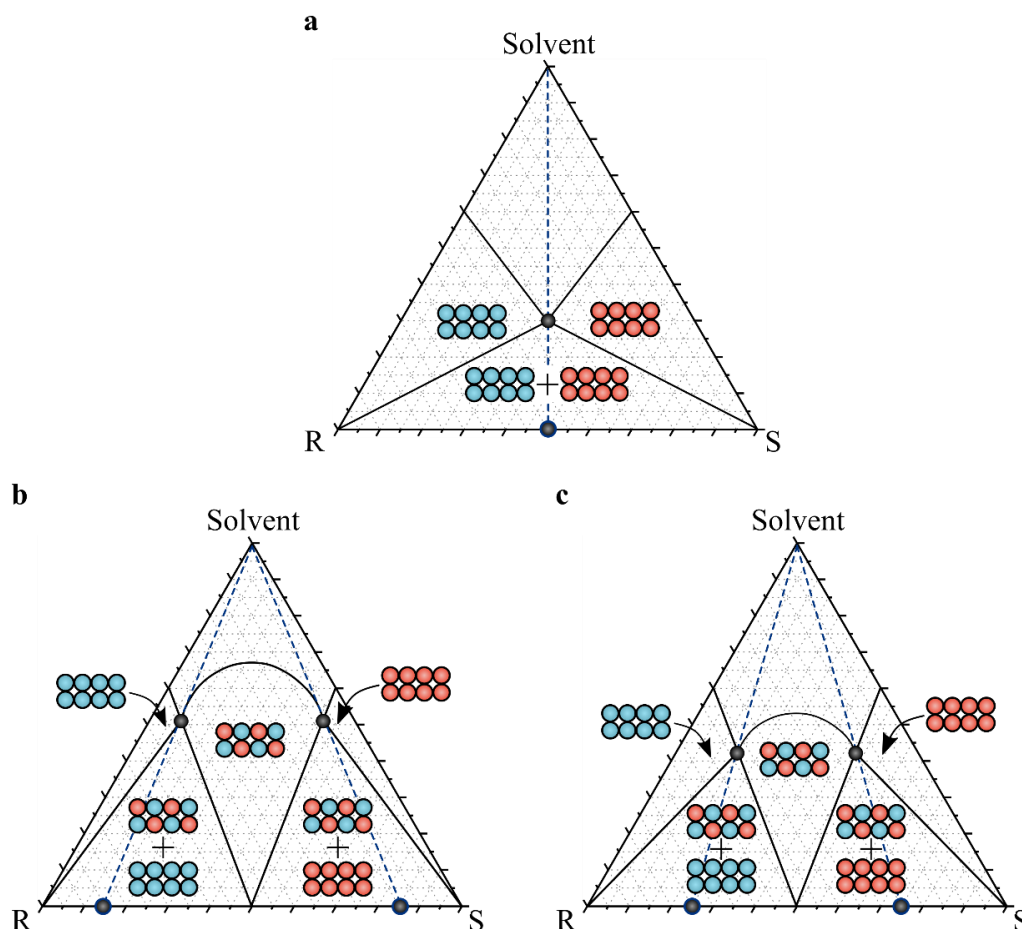 a
Solvent
R S
+
b c
Solvent Solvent
+ + + +
R S R S